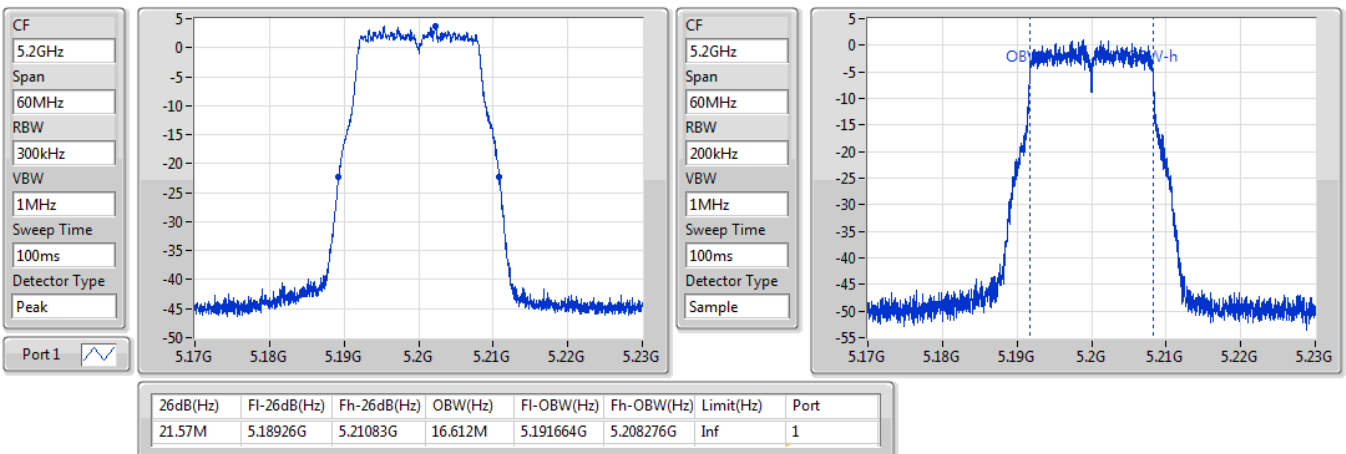 CF
5.2GHz
Span
60MHz
RBW
300kHz
VBW
1MHz
Sweep Time
100ms
Detector Type
Peak
Port 1
5
0
-5
-10
-15
-20
-25
-30
-35
-40
-45
-50
5.17G 5.18G 5.19G 5.2G 5.21G 5.22G 5.23G
CF
5.2GHz
Span
60MHz
RBW
200kHz
VBW
1MHz
Sweep Time
100ms
Detector Type
Sample
5
0
-5
-10
-15
-20
-25
-30
-35
-40
-45
-50
-55
5.17G 5.18G 5.19G 5.2G 5.21G 5.22G 5.23G
26dB(Hz) Fl-26dB(Hz) Fh-26dB(Hz) OBW(Hz) Fl-OBW(Hz) Fh-OBW(Hz) Limit(Hz) Port
21.57M 5.18926G 5.21083G 16.612M 5.191664G 5.208276G Inf 1